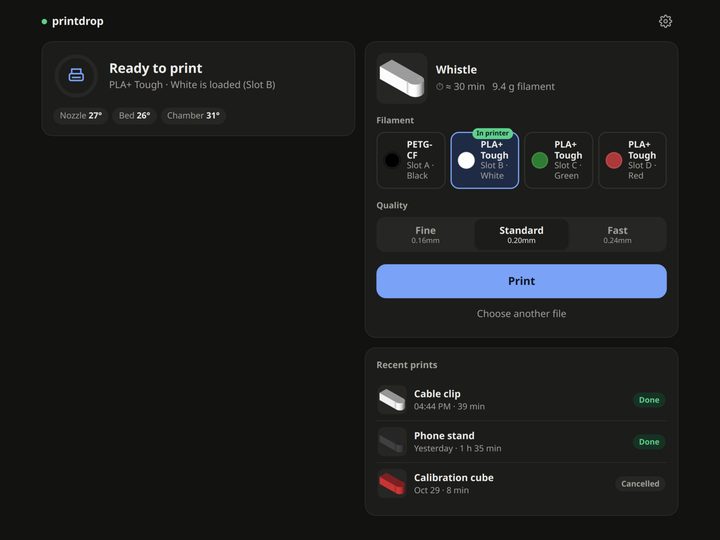 printdrop
Ready to print
PLA+ Tough · White is loaded (Slot B)
Nozzle 27° Bed 26° Chamber 31°
Whistle
≈ 30 min 9.4 g filament
Filament
In printer
PETG-
CF
Slot A ·
Black
PLA+
Tough
Slot B ·
White
PLA+
Tough
Slot C ·
Green
PLA+
Tough
Slot D ·
Red
Quality
Fine
0.16mm
Standard
0.20mm
Fast
0.24mm
Print
Choose another file
Recent prints
Cable clip
04:44 PM · 39 min
Done
Phone stand
Yesterday · 1 h 35 min
Done
Calibration cube
Oct 29 · 8 min
Cancelled